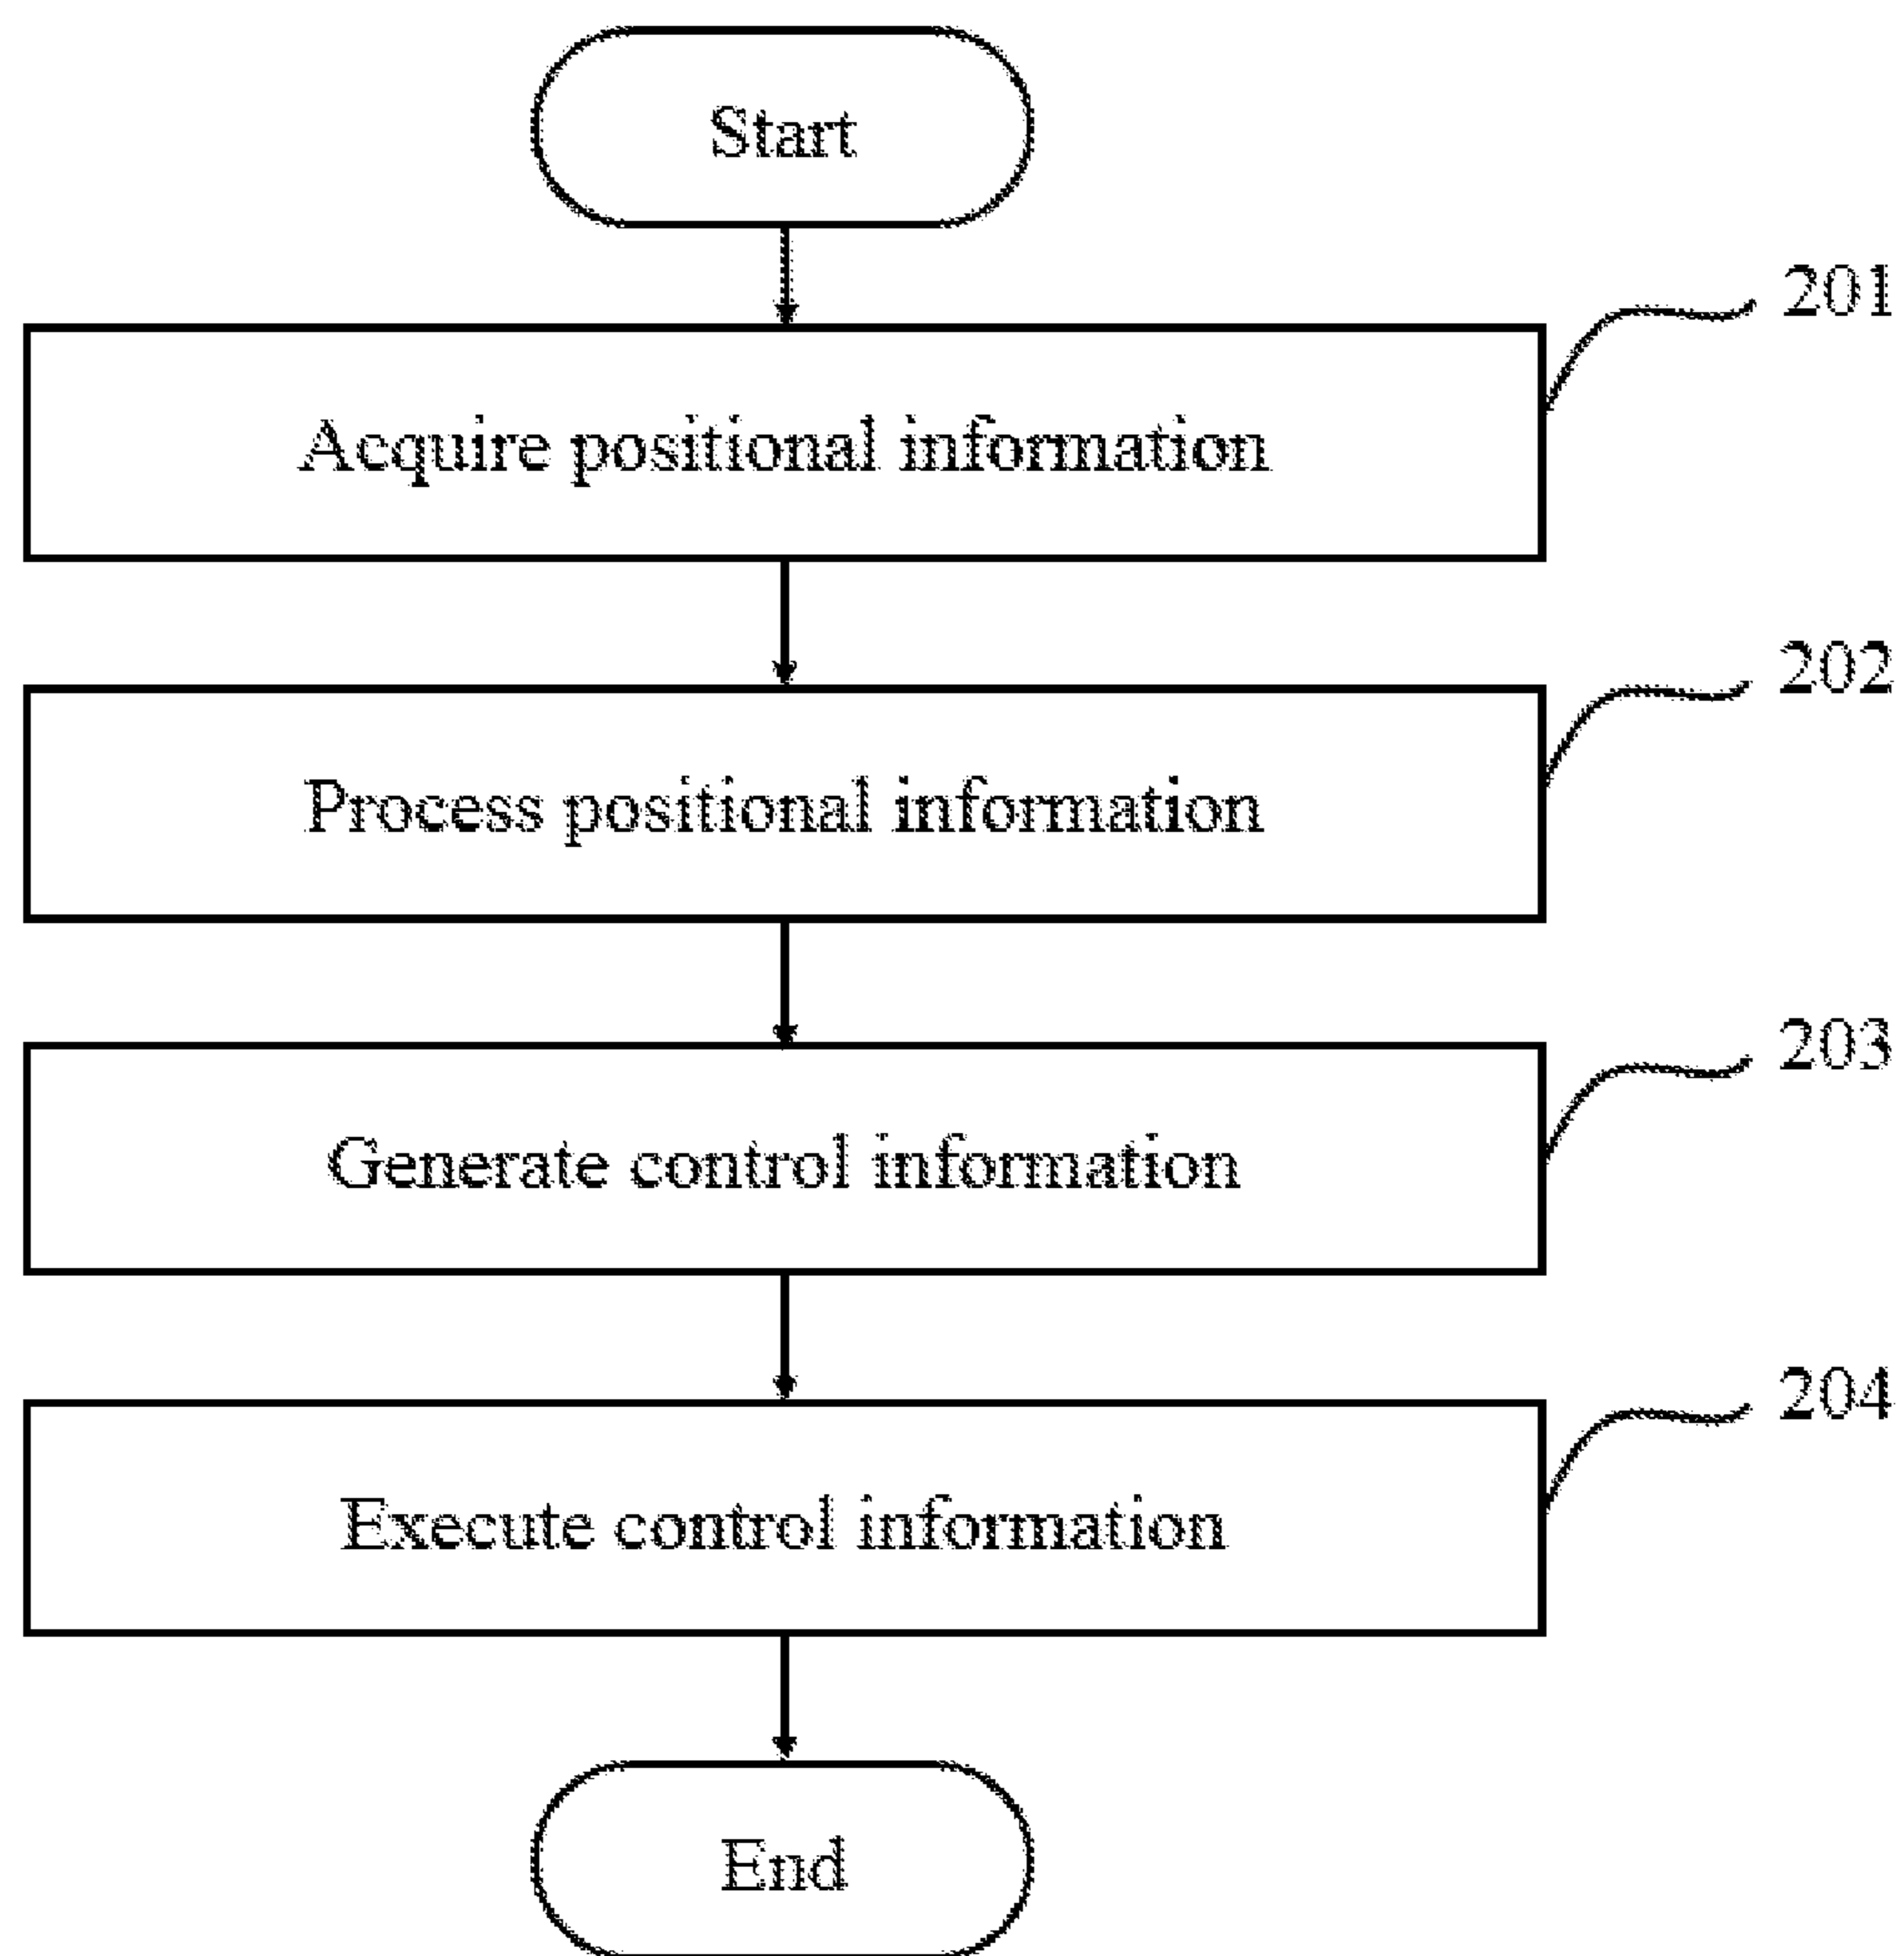 Start
201
Acquire positional information
202
Process positional information
203
Generate control information
204
Execute control information
End